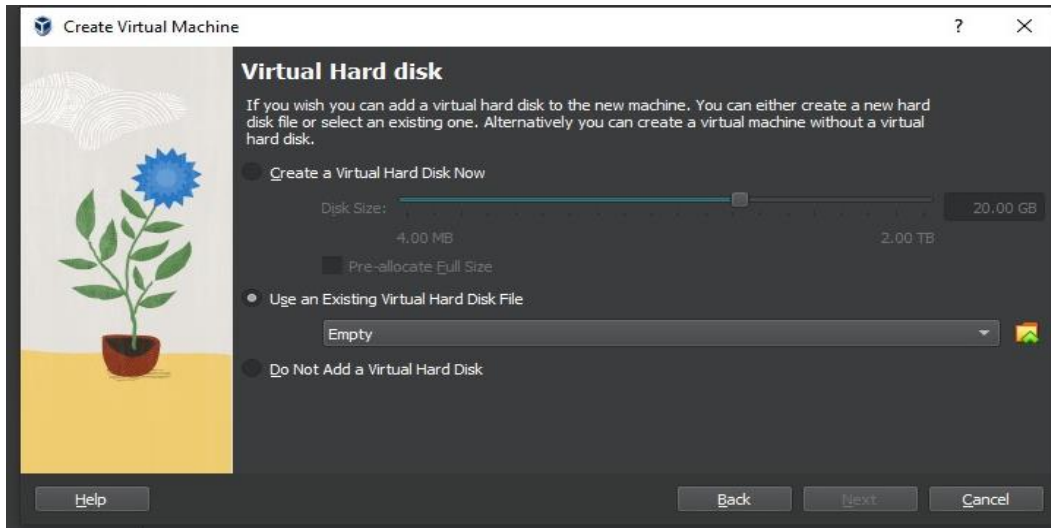 Create Virtual Machine
?
Virtual Hard disk
If you wish you can add a virtual hard disk to the new machine. You can either create a new hard
disk file or select an existing one. Alternatively you can create a virtual machine without a virtual
hard disk.
Create a Virtual Hard Disk Now
Disk Size:
20.00 GB
4.00 MB
2.00 TB
Pre-allocate Full Size
Use an Existing Virtual Hard Disk File
Empty
Do Not Add a Virtual Hard Disk
Help
Back
Next
Cancel